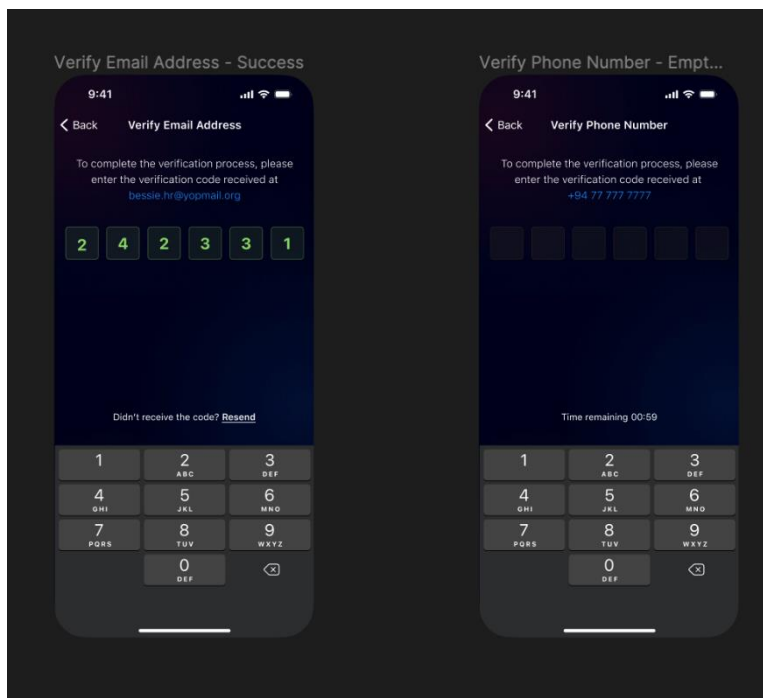 Verify Email Address - Success
9:41
Back
Verify Email Address
To complete the verification process, please
enter the verification code received at
bessie.hr@yopmail.org
2 4 2 3 3 1
Didn't receive the code? Resend
1
2
ABC
3
DEF
4
GHI
5
JKL
6
MNO
7
PQRS
8
TUV
9
WXYZ
0
DEF
Verify Phone Number - Empt...
9:41
Back
Verify Phone Number
To complete the verification process, please
enter the verification code received at
+94 77 777 7777
Time remaining 00:59
1
2
ABC
3
DEF
4
GHI
5
JKL
6
MNO
7
PQRS
8
TUV
9
WXYZ
0
DEF